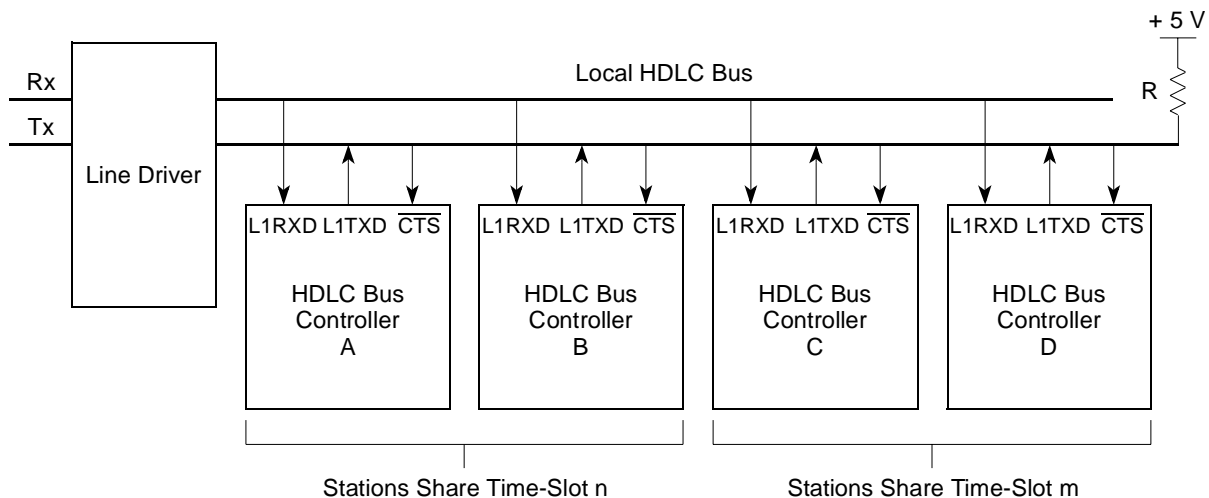 + 5 V
Local HDLC Bus
R
Rx
Tx
Line Driver
L1RXD L1TXD CTS
HDLC Bus
Controller
A
L1RXD L1TXD CTS
HDLC Bus
Controller
B
L1RXD L1TXD CTS
HDLC Bus
Controller
C
L1RXD L1TXD CTS
HDLC Bus
Controller
D
Stations Share Time-Slot n
Stations Share Time-Slot m